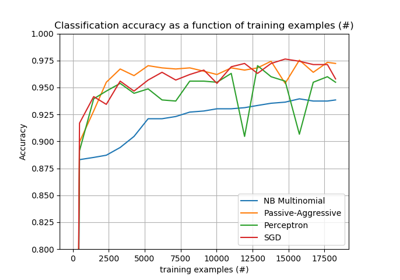 Classification accuracy as a function of training examples (#)
1.000
0.975
0.950
0.925
0.900
0.875
0.850
0.825
0.800
Accuracy
NB Multinomial
Passive-Aggressive
Perceptron
SGD
0 2500 5000 7500 10000 12500 15000 17500
training examples (#)